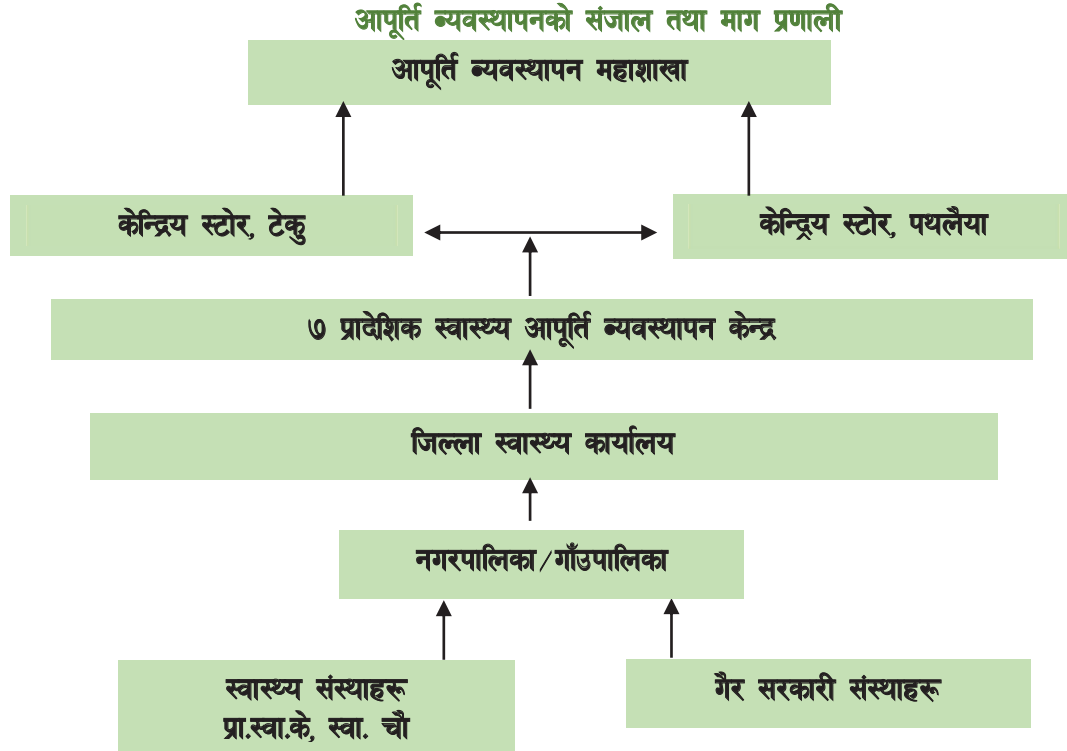 आपूर्ति ब्यवस्थापनको संजाल तथा माग प्रणाली
आपूर्ति ब्यवस्थापन महाशाखा
केन्द्रिय स्टोर, टेकु
केन्द्रिय स्टोर, पथलैया
७ प्रादेशिक स्वास्थ्य आपूर्ति ब्यवस्थापन केन्द्र
जिल्ला स्वास्थ्य कार्यालय
नगरपालिका/गाँउपालिका
स्वास्थ्य संस्थाहरू
प्रा.स्वा.के, स्वा. चौ
गैर सरकारी संस्थाहरू